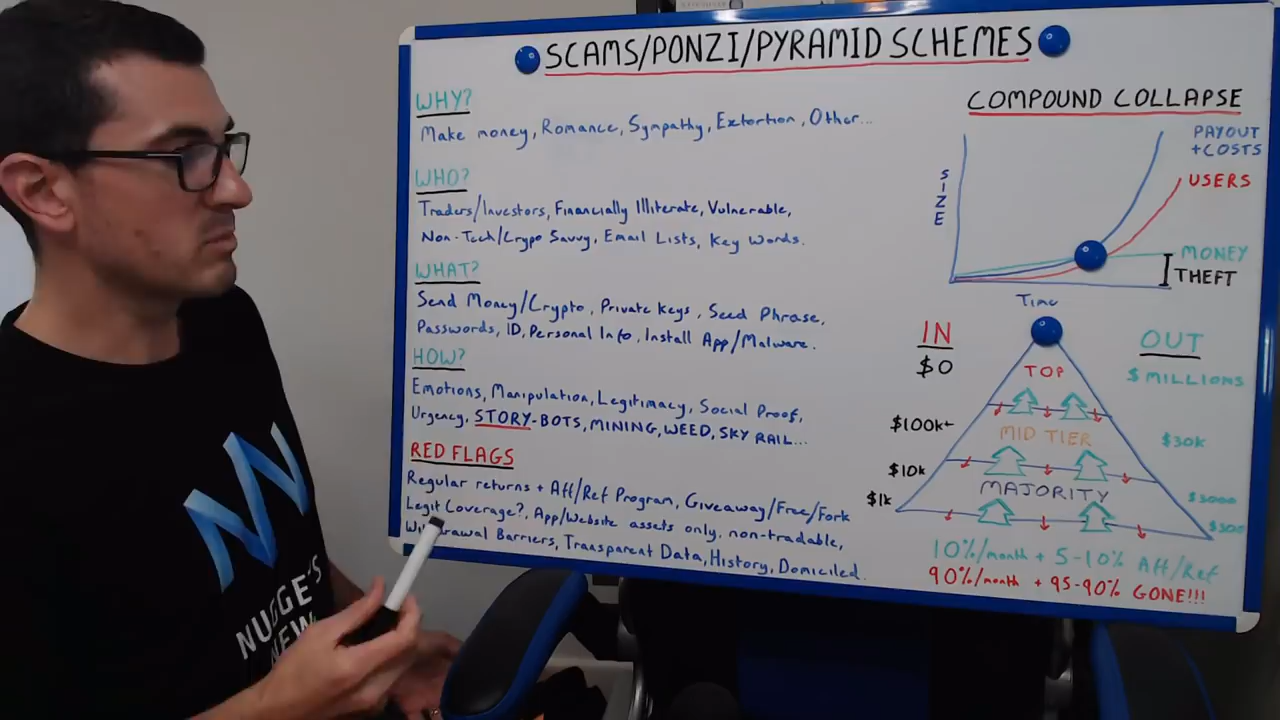 SCAMS/PONZI/PYRAMID SCHEMES
WHY?
Make money, Romance, Sympathy, Extortion, Other...
WHO?
Traders/Investors, Financially Illiterate, Vulnerable,
Non-Tech/Crypo Savvy, Email Lists, Key Words.
WHAT?
Send Money/Crypto, Private Keys, Seed Phrase,
Passwords, ID, Personal Info, Install App/Malware.
HOW?
Emotions, Manipulation, Legitimacy, Social Proof,
Urgency, STORY-BOTS, MINING, WEED, SKY RAIL...
RED FLAGS
Regular returns + Aff/Ref Program, Giveaway/Free/Fork
Legit Coverage?, App/Website assets only, non-tradable,
Withdrawal Barriers, Transparent Data, History, Domiciled.
COMPOUND COLLAPSE
PAYOUT
+COSTS
USERS
SIZE
MONEY
THEFT
Time
IN
OUT
$0
TOP
$ MILLIONS
$100k+
MID TIER
$30k
$10k
MAJORITY
$3000
$1k
$300
10%/month + 5-10% Aff/Ref
90%/month + 95-90% GONE!!!
NUGGET'S
NEWS